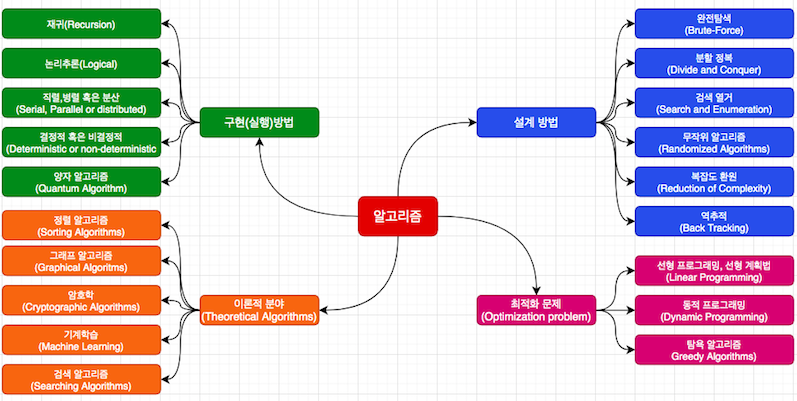 재귀(Recursion)
논리추론(Logical)
직렬,병렬 혹은 분산
(Serial, Parallel or distributed)
결정적 혹은 비결정적
(Deterministic or non-deterministic
양자 알고리즘
(Quantum Algorithm)
구현(실행)방법
정렬 알고리즘
(Sorting Algorithms)
그래프 알고리즘
(Graphical Algoritms)
암호학
(Cryptographic Algorithms)
기계학습
(Machine Learning)
검색 알고리즘
(Searching Algorithms)
이론적 분야
(Theoretical Algorithms)
알고리즘
설계 방법
완전탐색
(Brute-Force)
분할 정복
(Divide and Conquer)
검색 열거
(Search and Enumeration)
무작위 알고리즘
(Randomized Algorithms)
복잡도 환원
(Reduction of Complexity)
역추적
(Back Tracking)
최적화 문제
(Optimization problem)
선형 프로그래밍, 선형 계획법
(Linear Programming)
동적 프로그래밍
(Dynamic Programming)
탐욕 알고리즘
Greedy Algorithms)